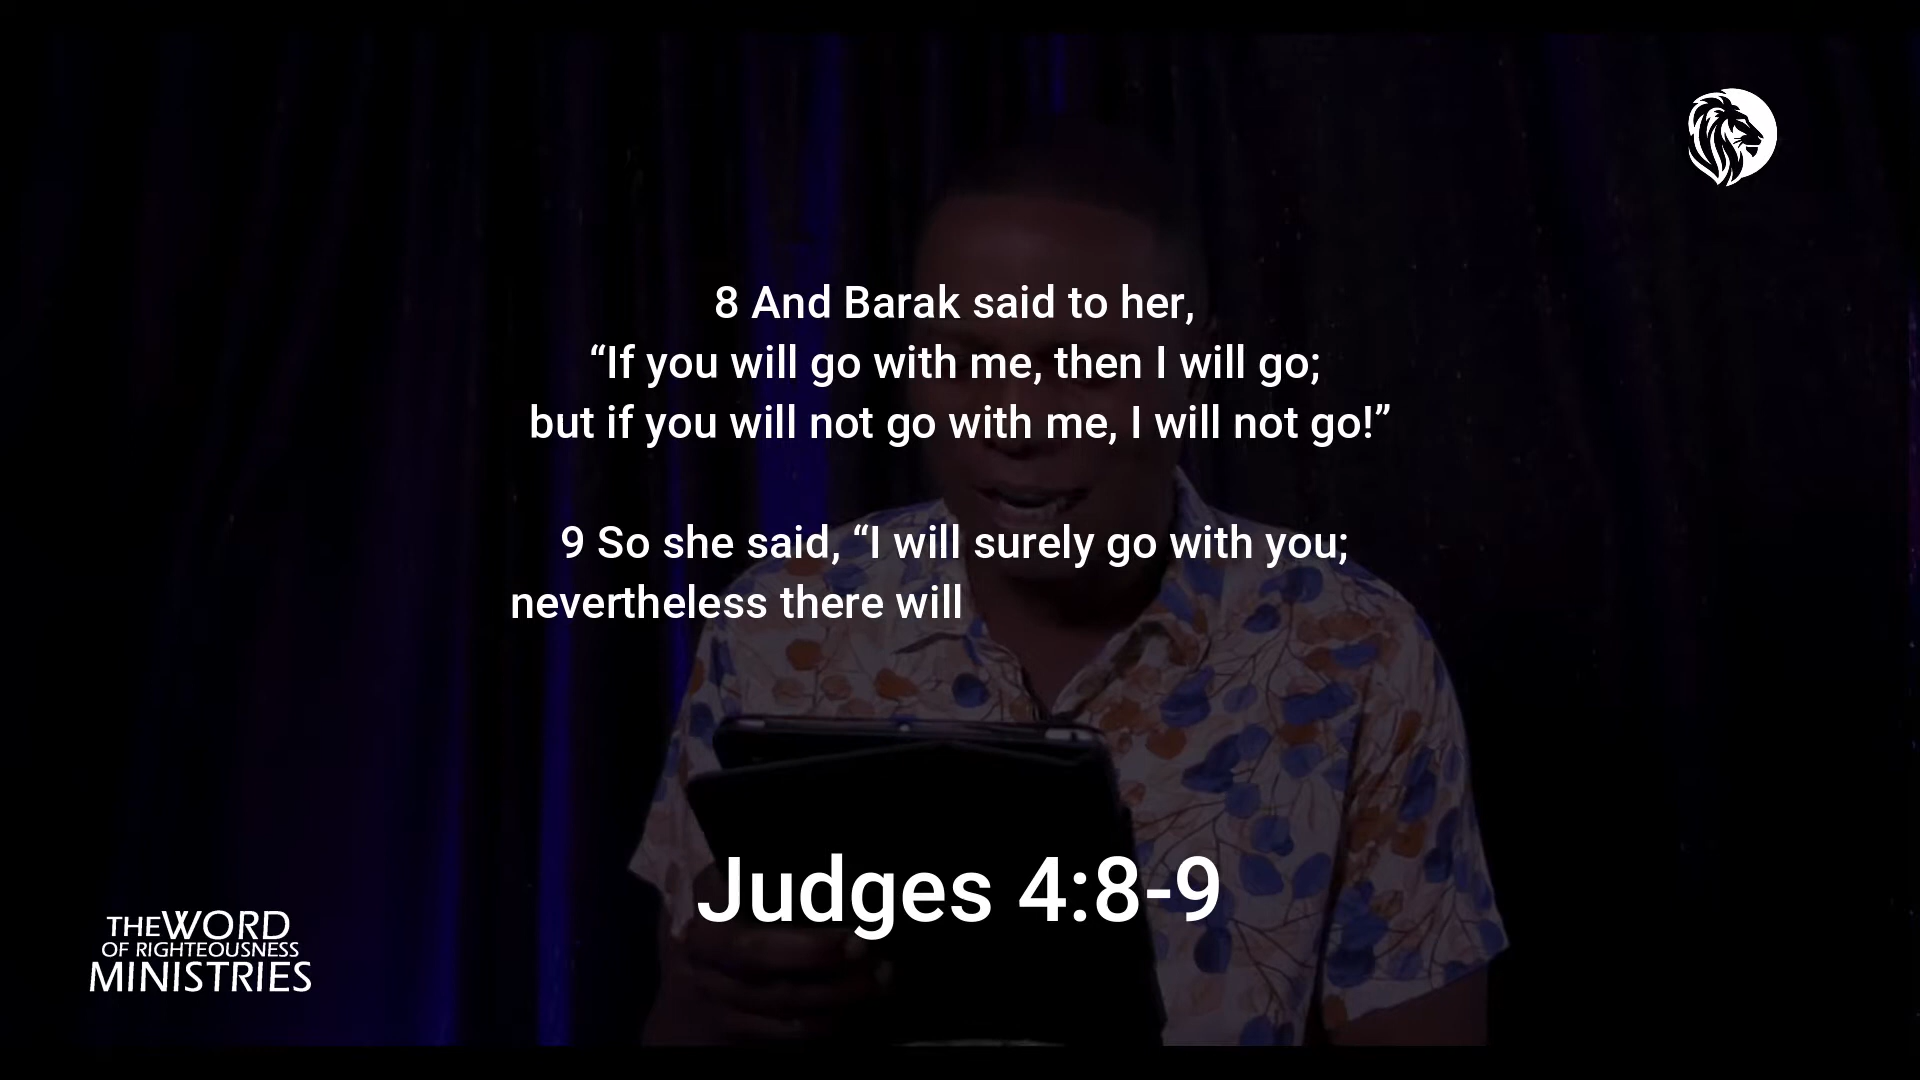 8 And Barak said to her,
“If you will go with me, then I will go;
but if you will not go with me, I will not go!”
9 So she said, “I will surely go with you;
nevertheless there will
Judges 4:8-9
THE WORD
OF RIGHTEOUSNESS
MINISTRIES